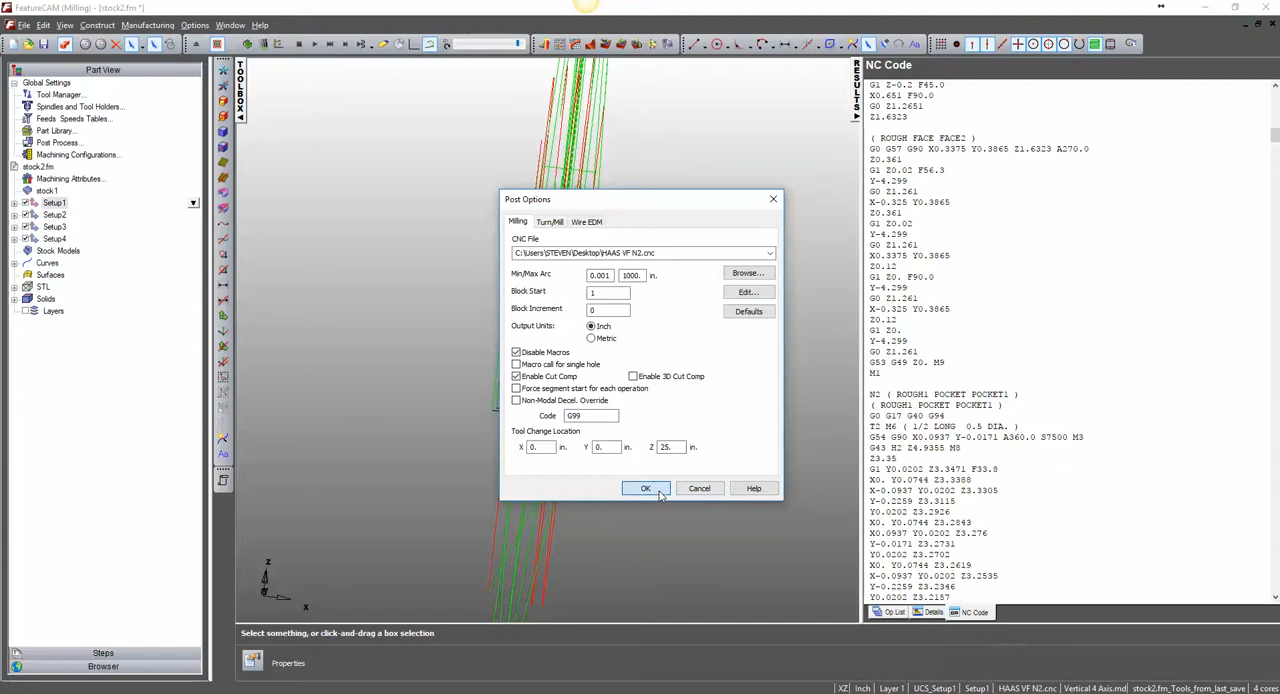 FeatureCAM (Milling) - [stock2.fm *]
File Edit View Construct Manufacturing Options Window Help
Part View
Global Settings
Tool Manager...
Spindles and Tool Holders...
Feeds Speeds Tables...
Part Library...
Post Process...
Machining Configurations...
stock2.fm
Machining Attributes...
stock1
Setup1
Setup2
Setup3
Setup4
Stock Models
Curves
Surfaces
STL
Solids
Layers
Steps
Browser
TOOLBOX
RESULTS
Z
X
Post Options
Milling Turn/Mill Wire EDM
CNC File
C:\Users\STEVEN\Desktop\HAAS VF N2.cnc
Min/Max Arc 0.001 1000. in. Browse...
Block Start 1 Edit...
Block Increment 0 Defaults
Output Units: Inch
Metric
Disable Macros
Macro call for single hole
Enable Cut Comp Enable 3D Cut Comp
Force segment start for each operation
Non-Modal Decel. Override
Code G99
Tool Change Location
X 0. in. Y 0. in. Z 25. in.
OK Cancel Help
NC Code
G1 Z-0.2 F45.0
X0.651 F90.0
G0 Z1.2651
Z1.6323
( ROUGH FACE FACE2 )
G0 G57 G90 X0.3375 Y0.3865 Z1.6323 A270.0
Z0.361
G1 Z0.02 F56.3
Y-4.299
G0 Z1.261
X-0.325 Y0.3865
Z0.361
G1 Z0.02
Y-4.299
G0 Z1.261
X0.3375 Y0.3865
Z0.12
G1 Z0. F90.0
Y-4.299
G0 Z1.261
X-0.325 Y0.3865
Z0.12
G1 Z0.
Y-4.299
G0 Z1.261
G53 G49 Z0. M9
M1
N2 ( ROUGH1 POCKET POCKET1 )
( ROUGH1 POCKET POCKET1 )
G0 G17 G40 G94
T2 M6 ( 1/2 LONG 0.5 DIA. )
G54 G90 X0.0937 Y-0.0171 A360.0 S7500 M3
G43 H2 Z4.9355 M8
Z3.35
G1 Y0.0202 Z3.3471 F33.8
X0. Y0.0744 Z3.3388
X-0.0937 Y0.0202 Z3.3305
Y-0.2259 Z3.3115
Y0.0202 Z3.2926
X0. Y0.0744 Z3.2843
X0.0937 Y0.0202 Z3.276
Y-0.0171 Z3.2731
Y0.0202 Z3.2702
X0. Y0.0744 Z3.2619
X-0.0937 Y0.0202 Z3.2535
Y-0.2259 Z3.2346
Y0.0202 Z3.2157
Op List Details NC Code
Select something, or click-and-drag a box selection
Properties
XZ Inch Layer 1 UCS_Setup1 Setup1 HAAS VF N2.cnc Vertical 4 Axis.md stock2.fm_Tools_from_last_save 4 cores